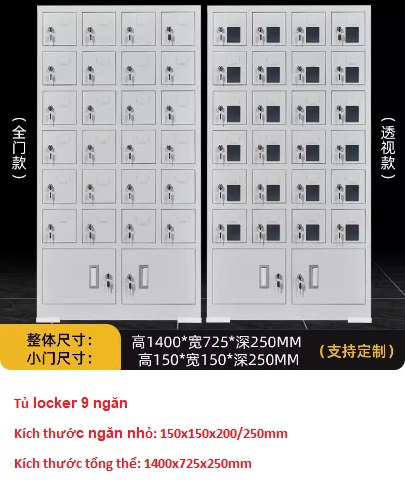 （全门款）
（透视款）
整体尺寸： 高1400*宽725*深250MM
小门尺寸： 高150*宽150*深250MM
（支持定制）
Tủ locker 9 ngăn
Kích thước ngăn nhỏ: 150x150x200/250mm
Kích thước tổng thể: 1400x725x250mm